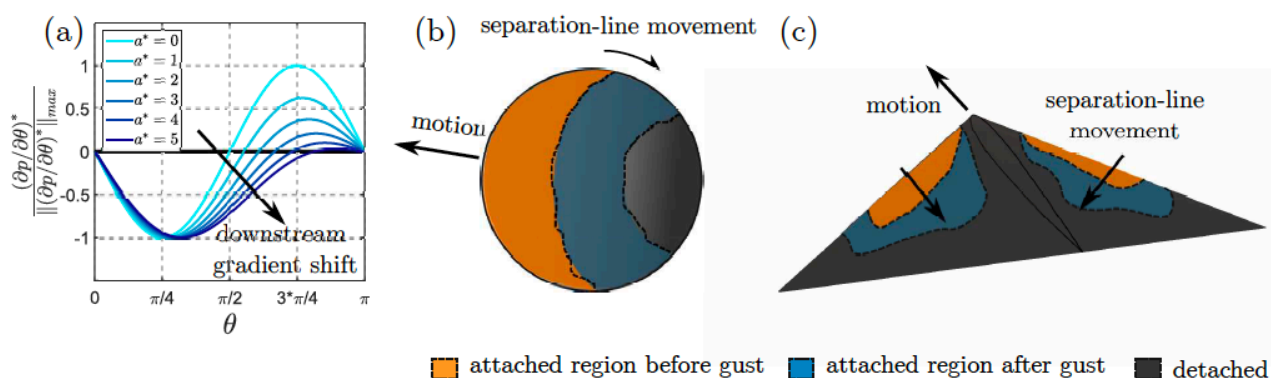 (a)
a* = 0
a* = 1
a* = 2
a* = 3
a* = 4
a* = 5
1
0.5
0
-0.5
-1
(∂p/∂θ)*
‖(∂p/∂θ)*‖max
downstream
gradient shift
0
π/4
π/2
3*π/4
π
θ
(b)
separation-line movement
motion
(c)
motion
separation-line
movement
attached region before gust
attached region after gust
detached